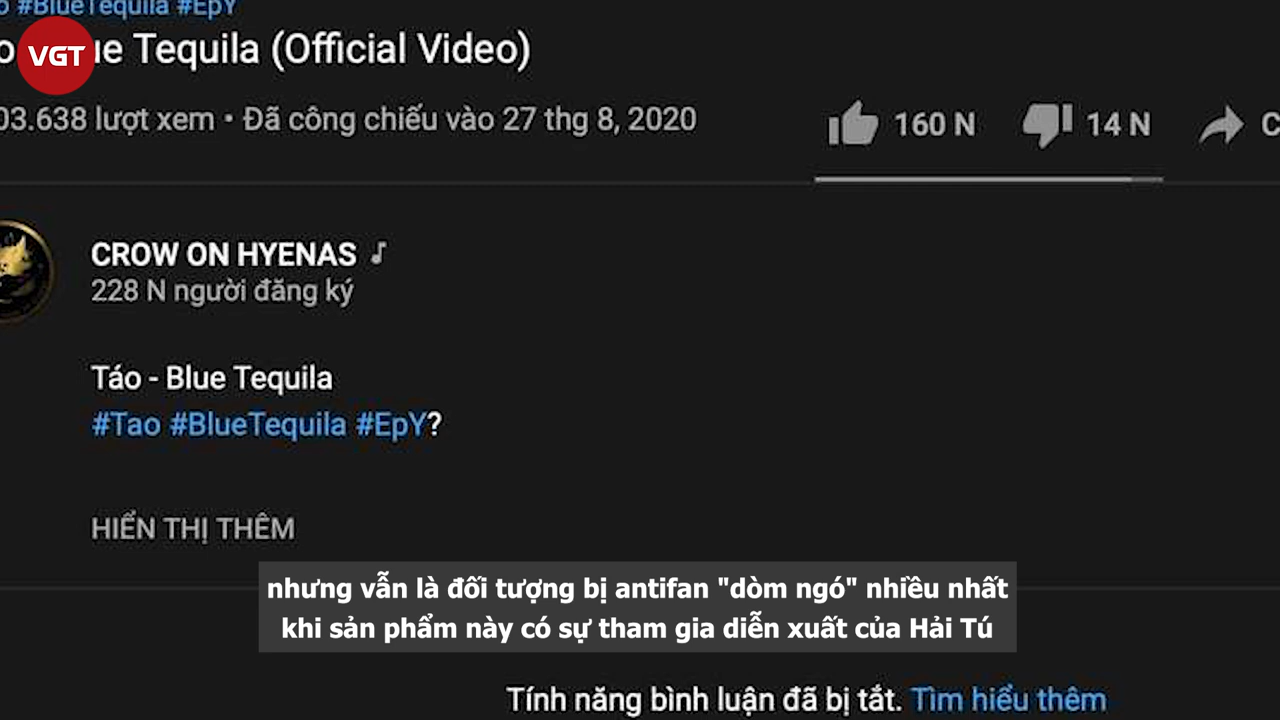 #BlueTequila #EpY
VGT
ue Tequila (Official Video)
03.638 lượt xem • Đã công chiếu vào 27 thg 8, 2020
160 N
14 N
C
CROW ON HYENAS
228 N người đăng ký
Táo - Blue Tequila
#Tao #BlueTequila #EpY?
HIỂN THỊ THÊM
nhưng vẫn là đối tượng bị antifan "dòm ngó" nhiều nhất
khi sản phẩm này có sự tham gia diễn xuất của Hải Tú
Tính năng bình luận đã bị tắt. Tìm hiểu thêm